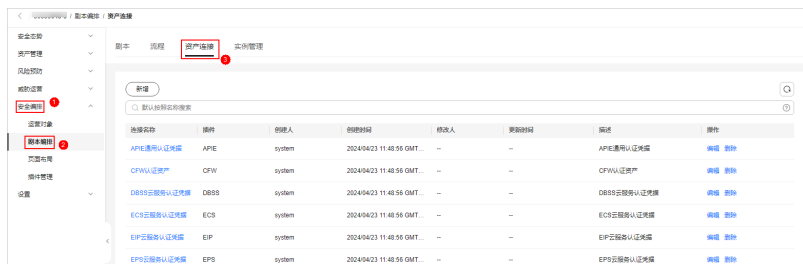 / 剧本编排 / 资产连接
安全态势
资产管理
风险预防
威胁运营
安全编排 1
运营对象
剧本编排 2
页面布局
插件管理
设置
剧本 流程 资产连接 实例管理
3
新增
默认按照名称搜索
连接名称 插件 创建人 创建时间 修改人 更新时间 描述 操作
APIE通用认证凭据 APIE system 2024/04/23 11:48:56 GMT... -- -- APIE通用认证凭据 编辑 删除
CFW认证资产 CFW system 2024/04/23 11:48:56 GMT... -- -- CFW认证资产 编辑 删除
DBSS云服务认证凭据 DBSS system 2024/04/23 11:48:56 GMT... -- -- DBSS云服务认证凭据 编辑 删除
ECS云服务认证凭据 ECS system 2024/04/23 11:48:56 GMT... -- -- ECS云服务认证凭据 编辑 删除
EIP云服务认证凭据 EIP system 2024/04/23 11:48:56 GMT... -- -- EIP云服务认证凭据 编辑 删除
EPS云服务认证凭据 EPS system 2024/04/23 11:48:56 GMT... -- -- EPS云服务认证凭据 编辑 删除